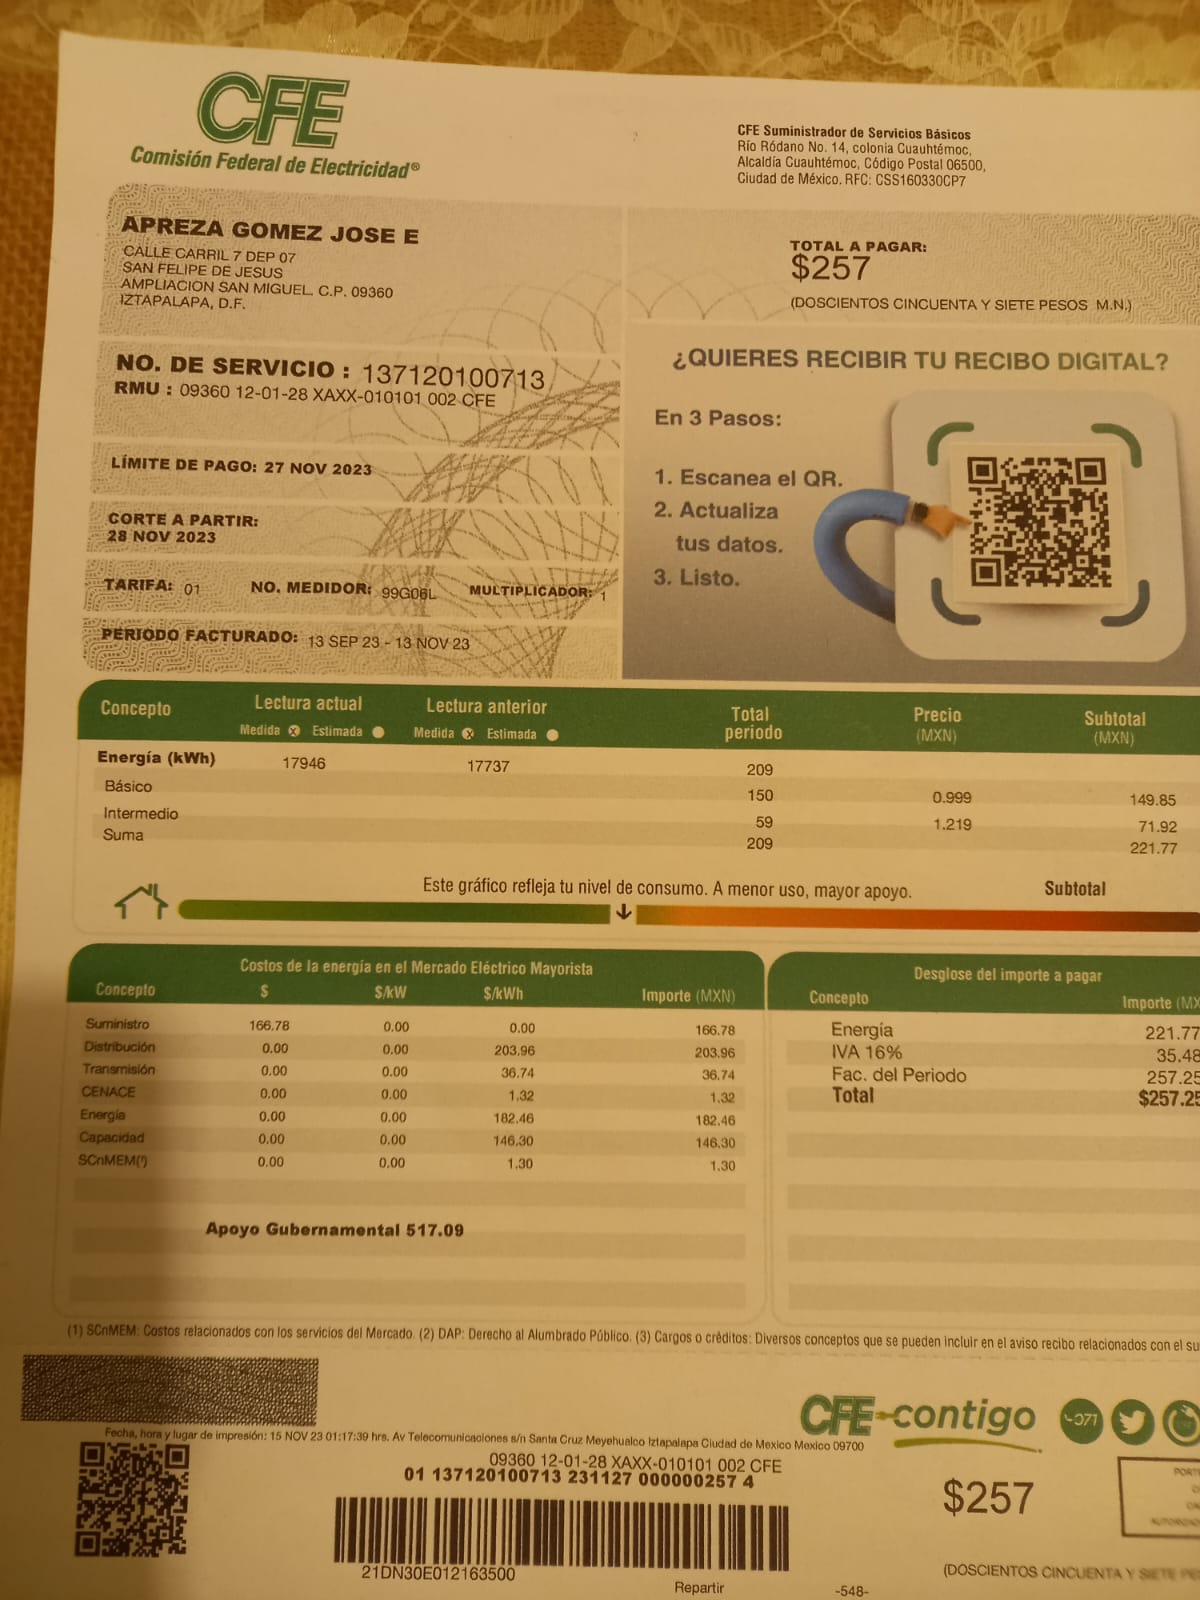 CFE
Comisión Federal de Electricidad®
CFE Suministrador de Servicios Básicos
Río Ródano No. 14, colonia Cuauhtémoc,
Alcaldía Cuauhtémoc, Código Postal 06500,
Ciudad de México. RFC: CSS160330CP7
APREZA GOMEZ JOSE E
CALLE CARRIL 7 DEP 07
SAN FELIPE DE JESUS
AMPLIACION SAN MIGUEL. C.P. 09360
IZTAPALAPA, D.F.
TOTAL A PAGAR:
$257
(DOSCIENTOS CINCUENTA Y SIETE PESOS M.N.)
NO. DE SERVICIO : 137120100713
RMU : 09360 12-01-28 XAXX-010101 002 CFE
LÍMITE DE PAGO: 27 NOV 2023
CORTE A PARTIR:
28 NOV 2023
TARIFA: 01 NO. MEDIDOR: 99G06L MULTIPLICADOR: 1
PERIODO FACTURADO: 13 SEP 23 - 13 NOV 23
¿QUIERES RECIBIR TU RECIBO DIGITAL?
En 3 Pasos:
1. Escanea el QR.
2. Actualiza
tus datos.
3. Listo.
Concepto Lectura actual Lectura anterior Total periodo Precio (MXN) Subtotal (MXN)
Medida x Estimada Medida x Estimada
Energía (kWh) 17946 17737 209
Básico 150 0.999 149.85
Intermedio 59 1.219 71.92
Suma 209 221.77
Este gráfico refleja tu nivel de consumo. A menor uso, mayor apoyo. Subtotal
Costos de la energía en el Mercado Eléctrico Mayorista
Concepto $ $/kW $/kWh Importe (MXN)
Suministro 166.78 0.00 0.00 166.78
Distribución 0.00 0.00 203.96 203.96
Transmisión 0.00 0.00 36.74 36.74
CENACE 0.00 0.00 1.32 1.32
Energía 0.00 0.00 182.46 182.46
Capacidad 0.00 0.00 146.30 146.30
SCnMEM(¹) 0.00 0.00 1.30 1.30
Apoyo Gubernamental 517.09
Desglose del importe a pagar
Concepto Importe (MX
Energía 221.77
IVA 16% 35.48
Fac. del Periodo 257.25
Total $257.25
(1) SCnMEM: Costos relacionados con los servicios del Mercado. (2) DAP: Derecho al Alumbrado Público. (3) Cargos o créditos: Diversos conceptos que se pueden incluir en el aviso recibo relacionados con el su
CFE contigo 071
Fecha, hora y lugar de impresión: 15 NOV 23 01:17:39 hrs. Av Telecomunicaciones s/n Santa Cruz Meyehualco Iztapalapa Ciudad de Mexico Mexico 09700
09360 12-01-28 XAXX-010101 002 CFE
01 137120100713 231127 000000257 4
21DN30E012163500
Repartir
-548-
$257
(DOSCIENTOS CINCUENTA Y SIETE PE